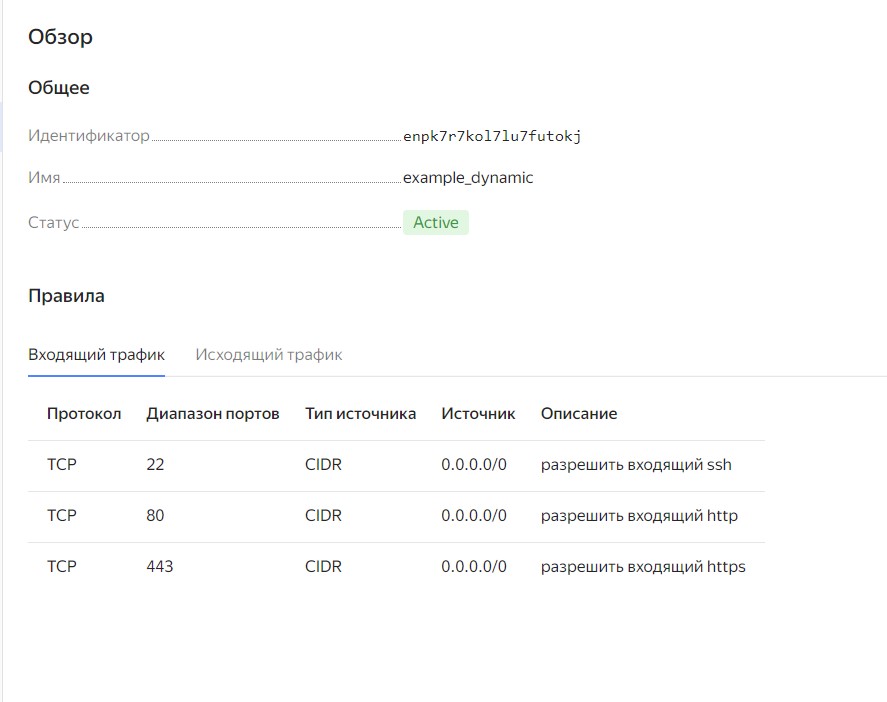 Обзор
Общее
Идентификатор enpk7r7kol7lu7futokj
Имя example_dynamic
Статус Active
Правила
Входящий трафик Исходящий трафик
Протокол Диапазон портов Тип источника Источник Описание
TCP 22 CIDR 0.0.0.0/0 разрешить входящий ssh
TCP 80 CIDR 0.0.0.0/0 разрешить входящий http
TCP 443 CIDR 0.0.0.0/0 разрешить входящий https